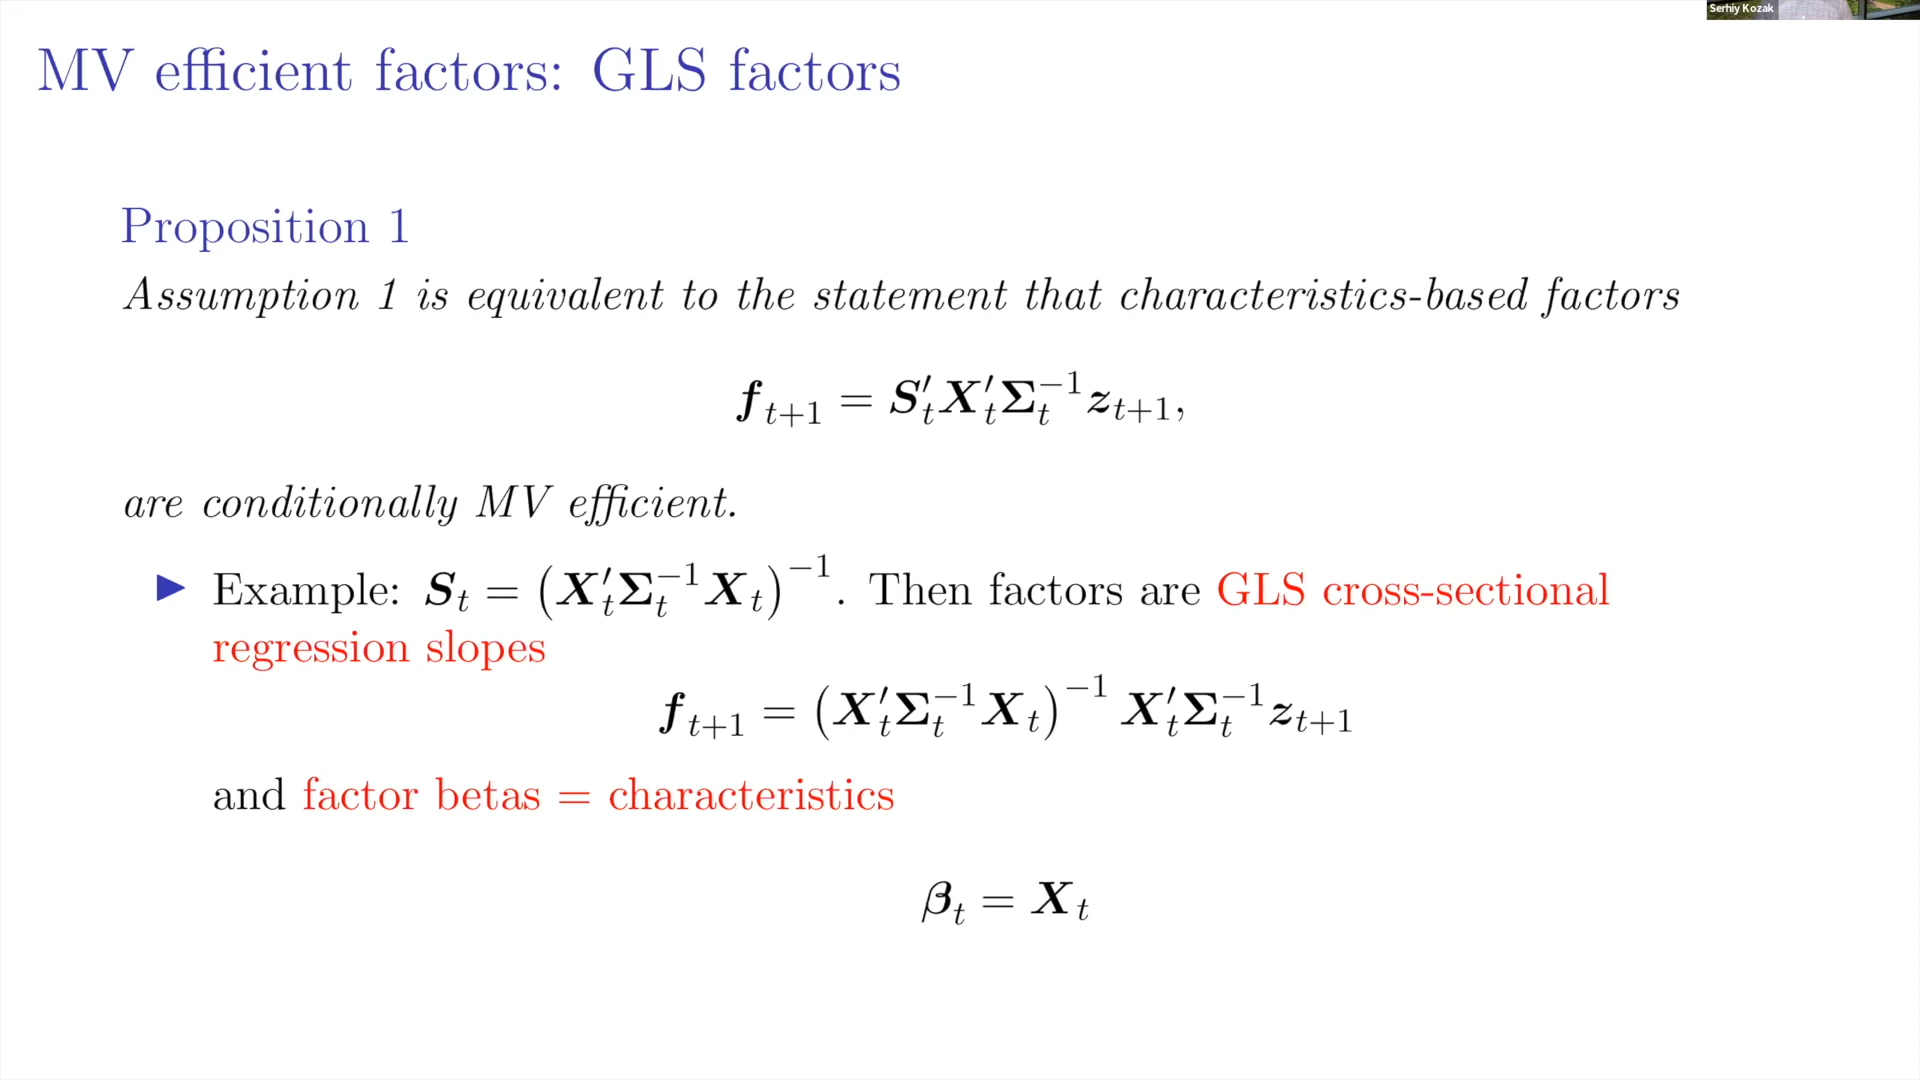 Serhiy Kozak
MV efficient factors: GLS factors
Proposition 1
Assumption 1 is equivalent to the statement that characteristics-based factors
f_{t+1} = S'_t X'_t Σ_t^{-1} z_{t+1},
are conditionally MV efficient.
▶ Example: S_t = (X'_t Σ_t^{-1} X_t)^{-1}. Then factors are GLS cross-sectional
regression slopes
f_{t+1} = (X'_t Σ_t^{-1} X_t)^{-1} X'_t Σ_t^{-1} z_{t+1}
and factor betas = characteristics
β_t = X_t